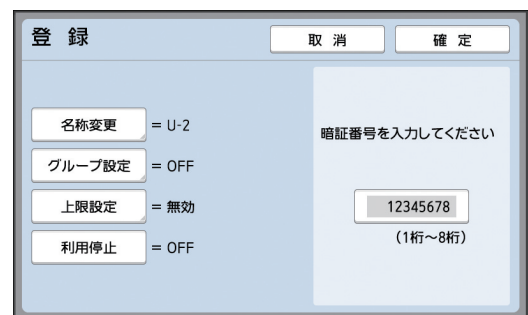 登 録
取 消
確 定
名称変更 = U-2
グループ設定 = OFF
上限設定 = 無効
利用停止 = OFF
暗証番号を入力してください
12345678
(1桁～8桁)